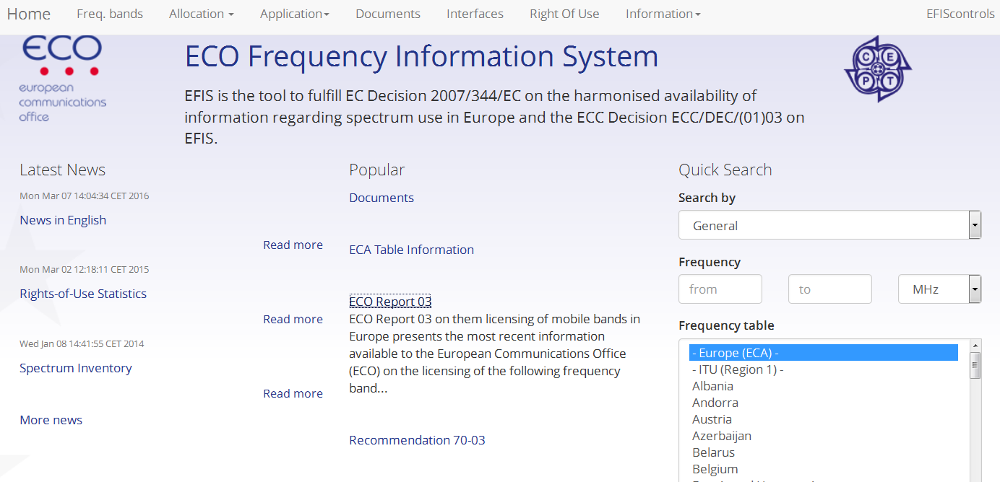 Home Freq. bands Allocation Application Documents Interfaces Right Of Use Information EFIScontrols
ECO
european
communications
office
ECO Frequency Information System
EFIS is the tool to fulfill EC Decision 2007/344/EC on the harmonised availability of
information regarding spectrum use in Europe and the ECC Decision ECC/DEC/(01)03 on
EFIS.
C E
P T
Latest News
Mon Mar 07 14:04:34 CET 2016
News in English
Read more
Mon Mar 02 12:18:11 CET 2015
Rights-of-Use Statistics
Read more
Wed Jan 08 14:41:55 CET 2014
Spectrum Inventory
Read more
More news
Popular
Documents
ECA Table Information
ECO Report 03
ECO Report 03 on them licensing of mobile bands in
Europe presents the most recent information
available to the European Communications Office
(ECO) on the licensing of the following frequency
band...
Recommendation 70-03
Quick Search
Search by
General
Frequency
from to MHz
Frequency table
- Europe (ECA) -
- ITU (Region 1) -
Albania
Andorra
Austria
Azerbaijan
Belarus
Belgium